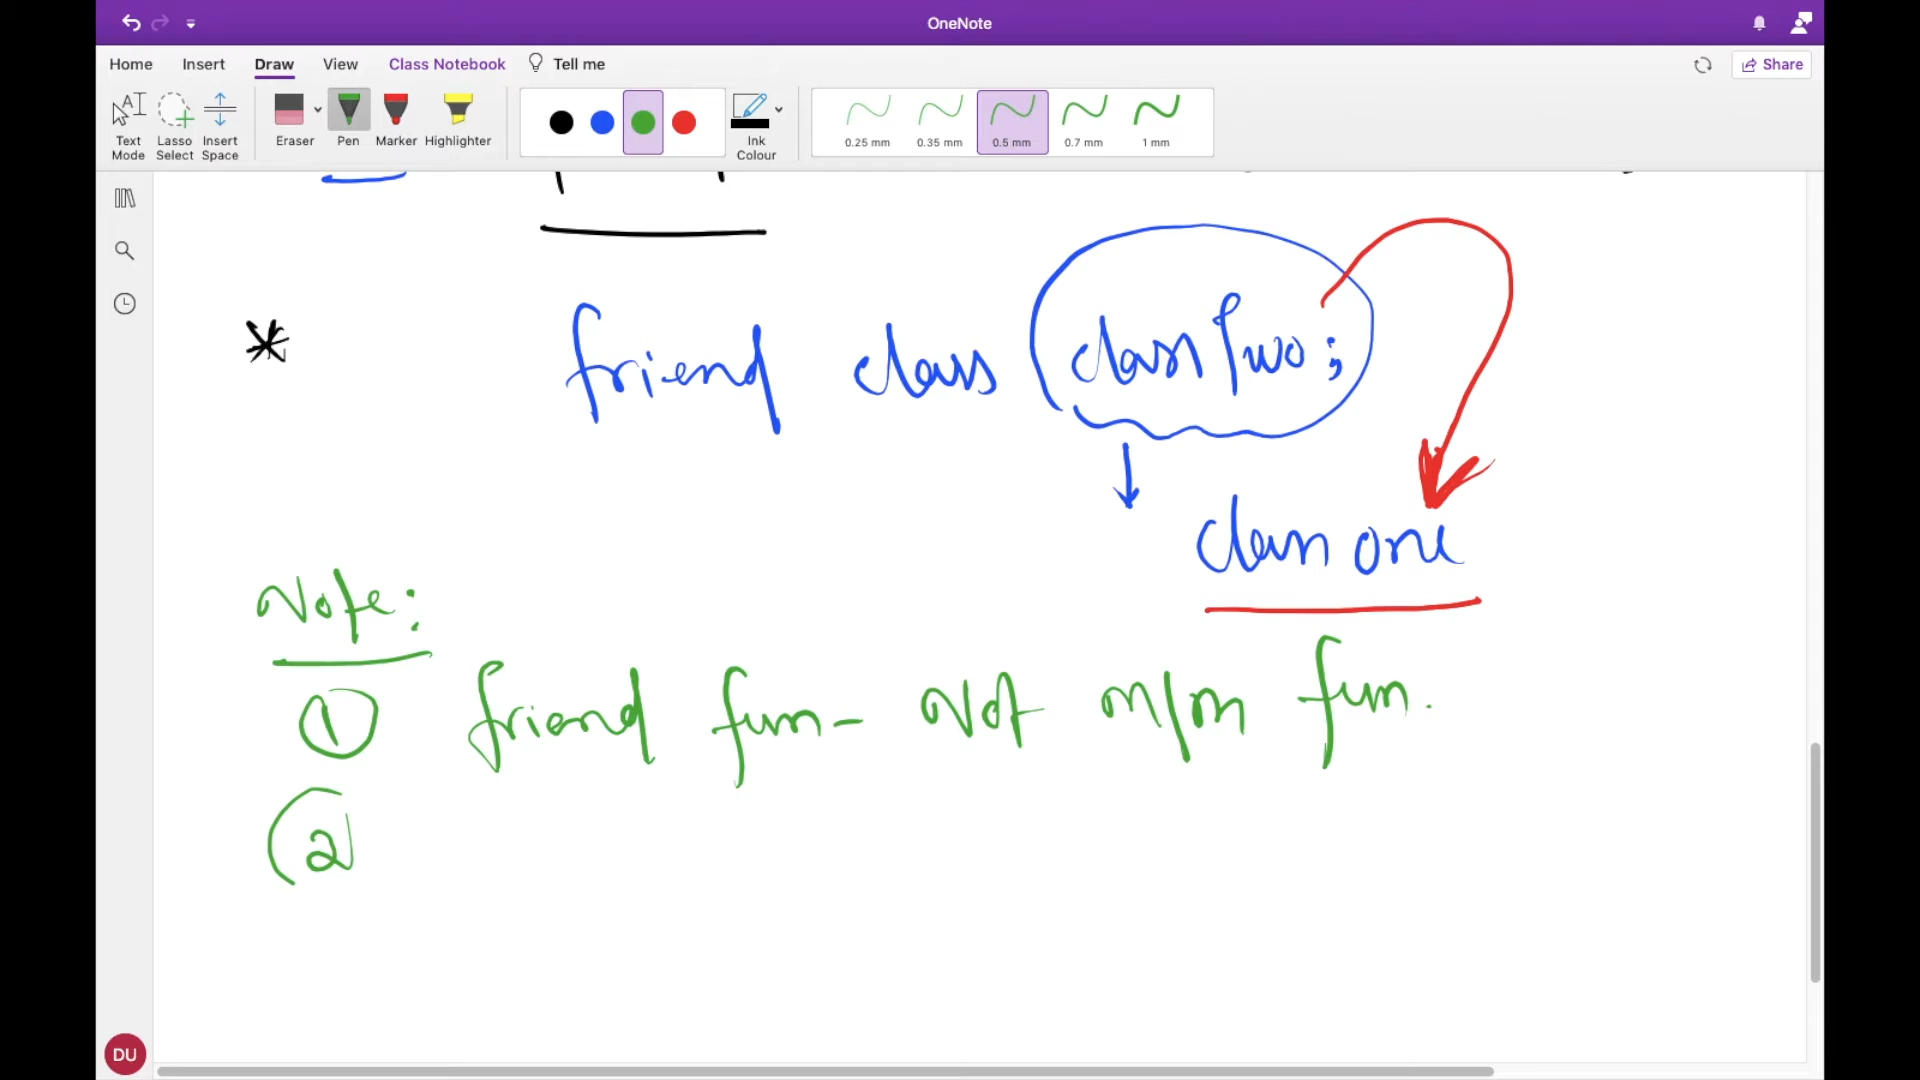 OneNote
Home Insert Draw View Class Notebook Tell me Share
Text Mode Lasso Select Insert Space Eraser Pen Marker Highlighter Ink Colour 0.25 mm 0.35 mm 0.5 mm 0.7 mm 1 mm
* friend class classTwo;
class one
Note:
① friend fun- Not m/m fun.
② 
DU